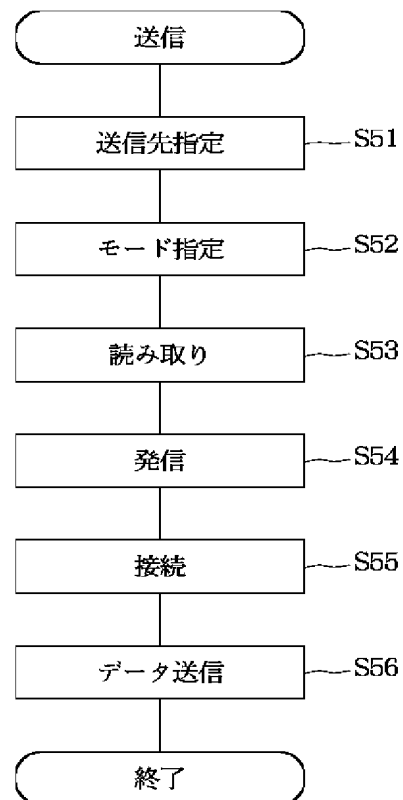 送信
送信先指定 S51
モード指定 S52
読み取り S53
発信 S54
接続 S55
データ送信 S56
終了